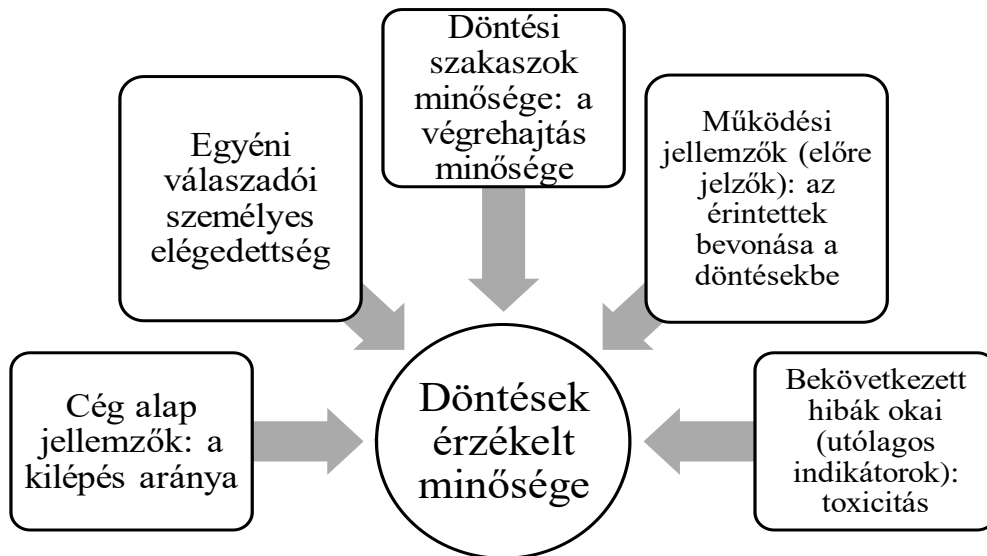 Döntési
szakaszok
minősége: a
végrehajtás
minősége
Egyéni
válaszadói
személyes
elégedettség
Működési
jellemzők (előre
jelzők): az
érintettek
bevonása a
döntésekbe
Cég alap
jellemzők: a
kilépés aránya
Döntések
érzékelt
minősége
Bekövetkezett
hibák okai
(utólagos
indikátorok):
toxicitás